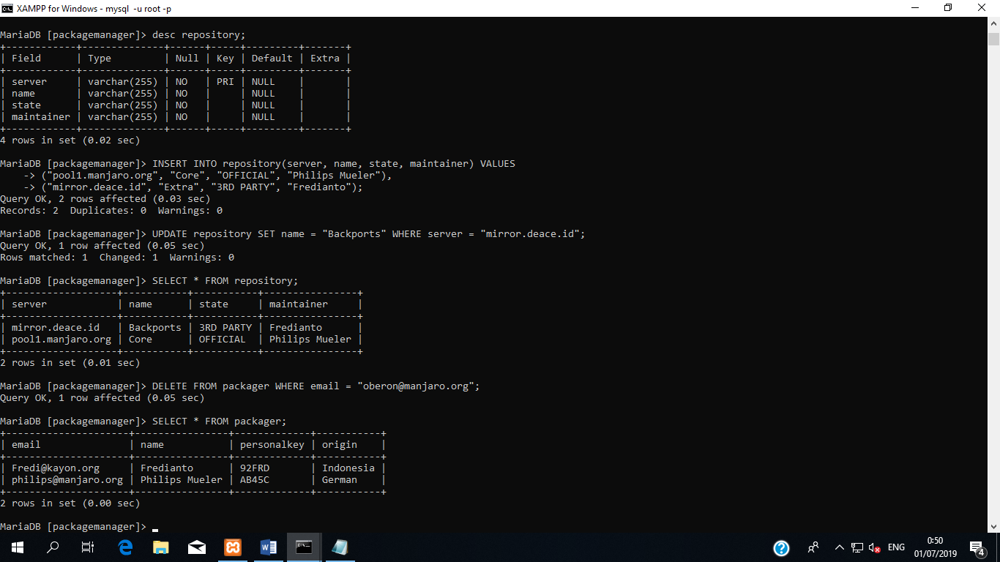 XAMPP for Windows - mysql  -u root -p
MariaDB [packagemanager]> desc repository;
+------------+--------------+------+-----+---------+-------+
| Field      | Type         | Null | Key | Default | Extra |
+------------+--------------+------+-----+---------+-------+
| server     | varchar(255) | NO   | PRI | NULL    |       |
| name       | varchar(255) | NO   |     | NULL    |       |
| state      | varchar(255) | NO   |     | NULL    |       |
| maintainer | varchar(255) | NO   |     | NULL    |       |
+------------+--------------+------+-----+---------+-------+
4 rows in set (0.02 sec)
MariaDB [packagemanager]> INSERT INTO repository(server, name, state, maintainer) VALUES
    -> ("pool1.manjaro.org", "Core", "OFFICIAL", "Philips Mueler"),
    -> ("mirror.deace.id", "Extra", "3RD PARTY", "Fredianto");
Query OK, 2 rows affected (0.03 sec)
Records: 2  Duplicates: 0  Warnings: 0
MariaDB [packagemanager]> UPDATE repository SET name = "Backports" WHERE server = "mirror.deace.id";
Query OK, 1 row affected (0.05 sec)
Rows matched: 1  Changed: 1  Warnings: 0
MariaDB [packagemanager]> SELECT * FROM repository;
+-------------------+-----------+-----------+----------------+
| server            | name      | state     | maintainer     |
+-------------------+-----------+-----------+----------------+
| mirror.deace.id   | Backports | 3RD PARTY | Fredianto      |
| pool1.manjaro.org | Core      | OFFICIAL  | Philips Mueler |
+-------------------+-----------+-----------+----------------+
2 rows in set (0.01 sec)
MariaDB [packagemanager]> DELETE FROM packager WHERE email = "oberon@manjaro.org";
Query OK, 1 row affected (0.05 sec)
MariaDB [packagemanager]> SELECT * FROM packager;
+---------------------+----------------+-------------+-----------+
| email               | name           | personalkey | origin    |
+---------------------+----------------+-------------+-----------+
| Fredi@kayon.org     | Fredianto      | 92FRD       | Indonesia |
| philips@manjaro.org | Philips Mueler | AB45C       | German    |
+---------------------+----------------+-------------+-----------+
2 rows in set (0.00 sec)
MariaDB [packagemanager]> _
ENG
0:50
01/07/2019
4